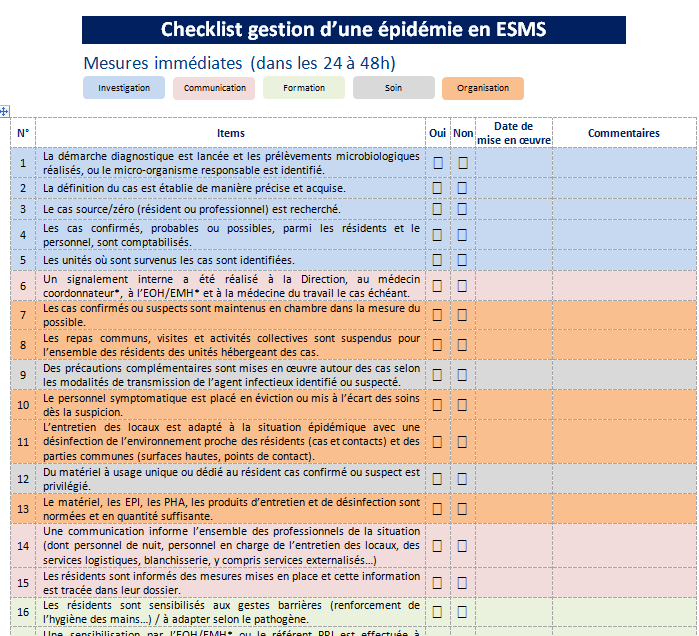 Checklist gestion d'une épidémie en ESMS
Mesures immédiates (dans les 24 à 48h)
Investigation Communication Formation Soin Organisation
N° Items Oui Non Date de mise en œuvre Commentaires
1 La démarche diagnostique est lancée et les prélèvements microbiologiques
réalisés, ou le micro-organisme responsable est identifié.
2 La définition du cas est établie de manière précise et acquise.
3 Le cas source/zéro (résident ou professionnel) est recherché.
4 Les cas confirmés, probables ou possibles, parmi les résidents et le
personnel, sont comptabilisés.
5 Les unités où sont survenus les cas sont identifiées.
6 Un signalement interne a été réalisé à la Direction, au médecin
coordonnateur*, à l'EOH/EMH* et à la médecine du travail le cas échéant.
7 Les cas confirmés ou suspects sont maintenus en chambre dans la mesure du
possible.
8 Les repas communs, visites et activités collectives sont suspendus pour
l'ensemble des résidents des unités hébergeant des cas.
9 Des précautions complémentaires sont mises en œuvre autour des cas selon
les modalités de transmission de l'agent infectieux identifié ou suspecté.
10 Le personnel symptomatique est placé en éviction ou mis à l'écart des soins
dès la suspicion.
11 L'entretien des locaux est adapté à la situation épidémique avec une
désinfection de l'environnement proche des résidents (cas et contacts) et des
parties communes (surfaces hautes, points de contact).
12 Du matériel à usage unique ou dédié au résident cas confirmé ou suspect est
privilégié.
13 Le matériel, les EPI, les PHA, les produits d'entretien et de désinfection sont
normées et en quantité suffisante.
14 Une communication informe l'ensemble des professionnels de la situation
(dont personnel de nuit, personnel en charge de l'entretien des locaux, des
services logistiques, blanchisserie, y compris services externalisés…)
15 Les résidents sont informés des mesures mises en place et cette information
est tracée dans leur dossier.
16 Les résidents sont sensibilisés aux gestes barrières (renforcement de
l'hygiène des mains…) / à adapter selon le pathogène.
Une sensibilisation par l'EOH/EMH* ou le référent PRI est effectuée à